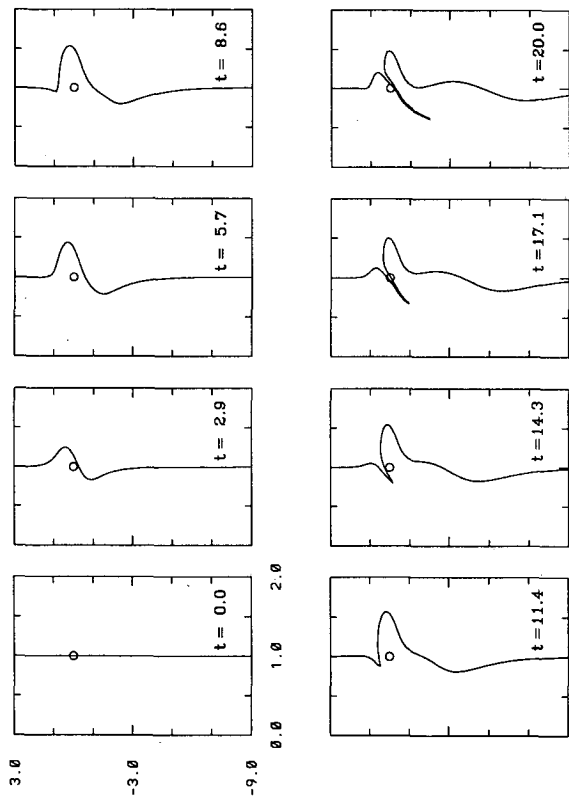 3.0
-3.0
-9.0
0.0 1.0 2.0
t = 0.0
t = 2.9
t = 5.7
t = 8.6
t = 11.4
t = 14.3
t = 17.1
t = 20.0